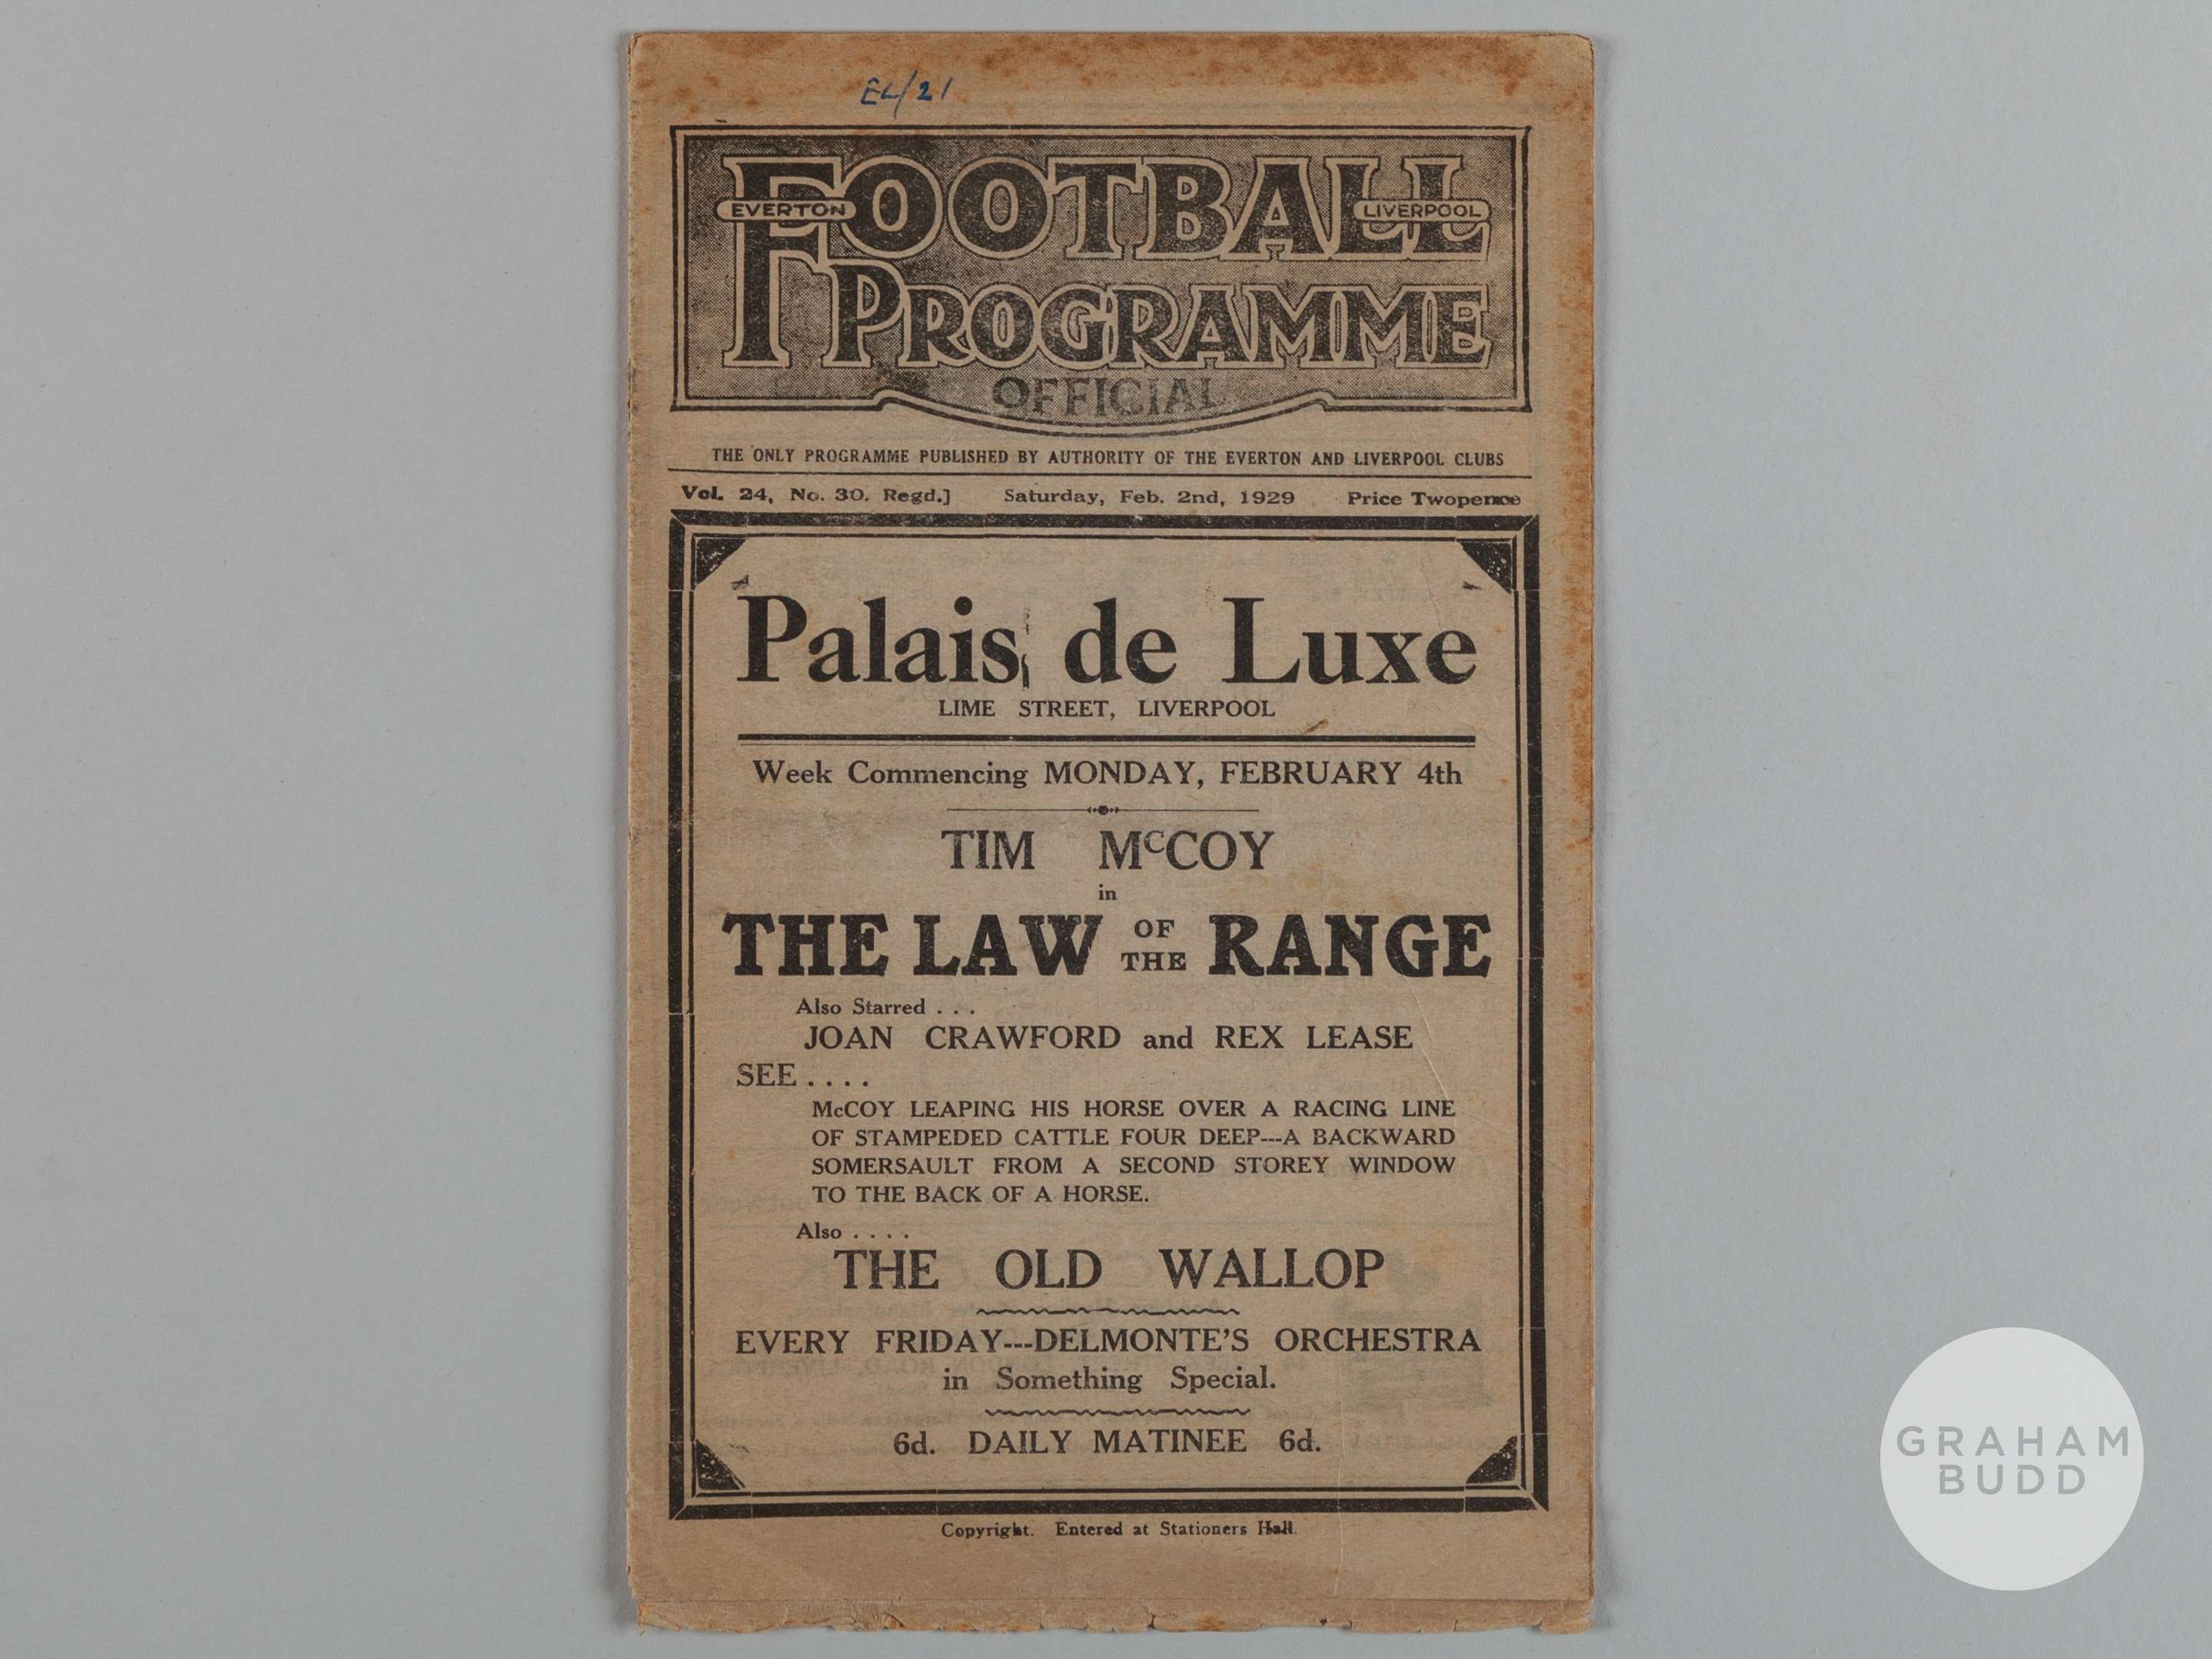 EL/21
FOOTBALL
EVERTON
LIVERPOOL
PROGRAMME
OFFICIAL
THE ONLY PROGRAMME PUBLISHED BY AUTHORITY OF THE EVERTON AND LIVERPOOL CLUBS
Vol. 24, No. 30. Regd.] Saturday, Feb. 2nd, 1929 Price Twopence
Palais de Luxe
LIME STREET, LIVERPOOL
Week Commencing MONDAY, FEBRUARY 4th
TIM McCOY
in
THE LAW OF THE RANGE
Also Starred . . .
JOAN CRAWFORD and REX LEASE
SEE . . . .
McCOY LEAPING HIS HORSE OVER A RACING LINE
OF STAMPEDED CATTLE FOUR DEEP---A BACKWARD
SOMERSAULT FROM A SECOND STOREY WINDOW
TO THE BACK OF A HORSE.
Also . . . .
THE OLD WALLOP
EVERY FRIDAY---DELMONTE'S ORCHESTRA
in Something Special.
6d. DAILY MATINEE 6d.
Copyright. Entered at Stationers Hall.
GRAHAM
BUDD